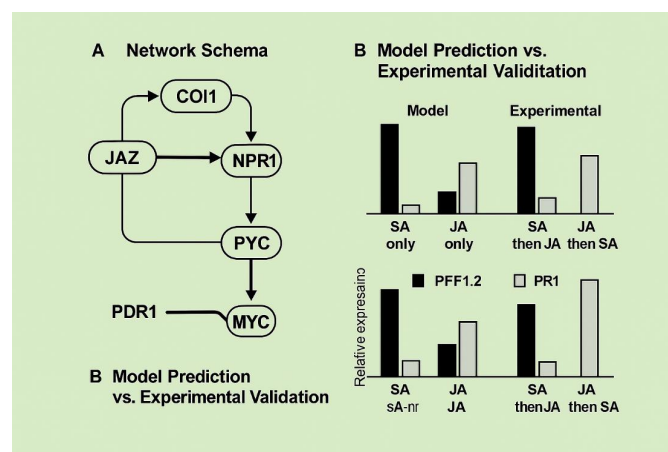 A Network Schema
COI1
JAZ
NPR1
PYC
PDR1
MYC
B Model Prediction
vs. Experimental Validation
B Model Prediction vs.
Experimental Validitation
Model Experimental
SA JA SA JA
only only then JA then SA
Relative expresaino
PFF1.2 PR1
SA JA SA JA
sA-nr JA thenJA then SA